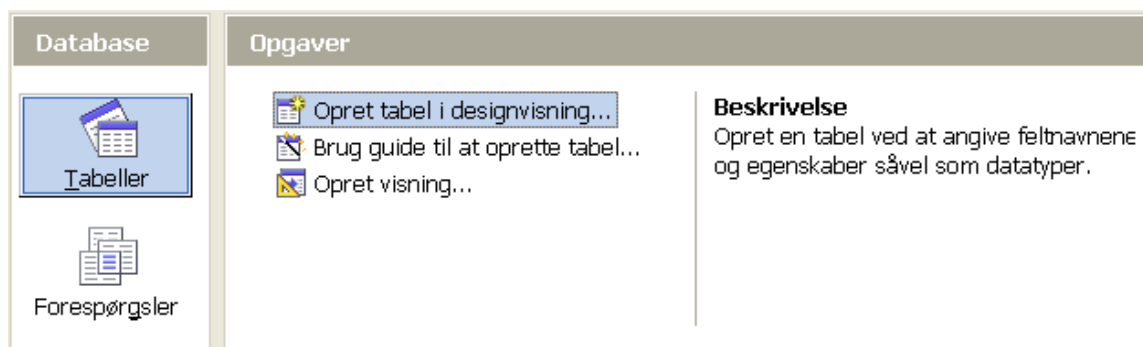 Database
Tabeller
Forespørgsler
Opgaver
Opret tabel i designvisning...
Brug guide til at oprette tabel...
Opret visning...
Beskrivelse
Opret en tabel ved at angive feltnavnene
og egenskaber såvel som datatyper.